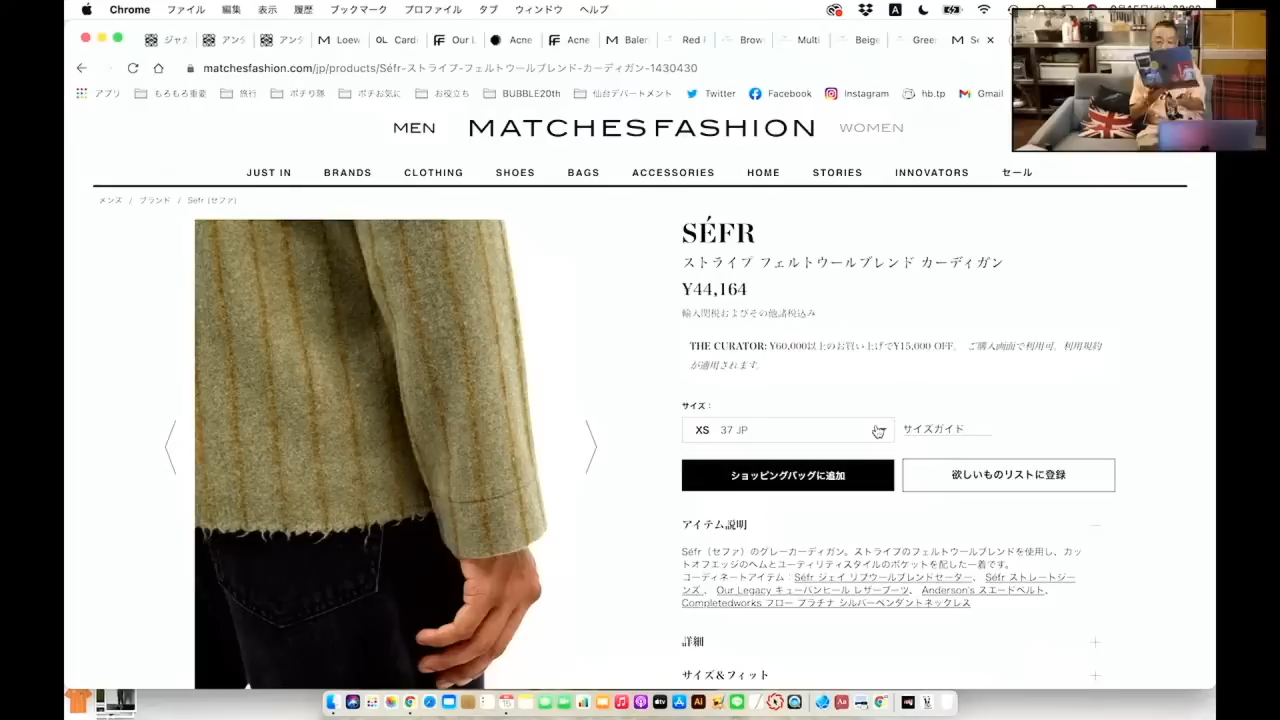 Chrome ファイル 編集 表示 履歴 ブックマーク プロファイル タブ ウィンドウ ヘルプ
ジャ アン アン Loew Card Our l Acne Acne Baler Red Brow Multi Beige Gree
matchesfashion.com/jp/products/Séfr-ストライプ-フェルトウールブレンド-カーディガン-1430430
アプリ もろもろ重要 旅行 ポチり隊 ポチお気に お役立ち BUBBLE20th 仙台デパートメント Twitter Facebook Instagram hb.tp Gmail
MEN MATCHESFASHION WOMEN
JUST IN BRANDS CLOTHING SHOES BAGS ACCESSORIES HOME STORIES INNOVATORS セール
メンズ / ブランド / Séfr (セファ)
SÉFR
ストライプ フェルトウールブレンド カーディガン
¥44,164
輸入関税およびその他諸税込み
THE CURATOR: ¥60,000以上のお買い上げで¥15,000 OFF。 ご購入画面で利用可。利用規約
が適用されます。
サイズ :
XS 37 JP サイズガイド
ショッピングバッグに追加 欲しいものリストに登録
アイテム説明
Séfr（セファ）のグレーカーディガン。ストライプのフェルトウールブレンドを使用し、カッ
トオフエッジのヘムとユーティリティスタイルのポケットを配した一着です。
コーディネートアイテム：Séfr ジェイ リブウールブレンドセーター、 Séfr ストレートジー
ンズ 、 Our Legacy キューバンヒール レザーブーツ、 Anderson's スエードベルト、
Completedworks フロー プラチナ シルバーペンダントネックレス
詳細
サイズ＆フィット